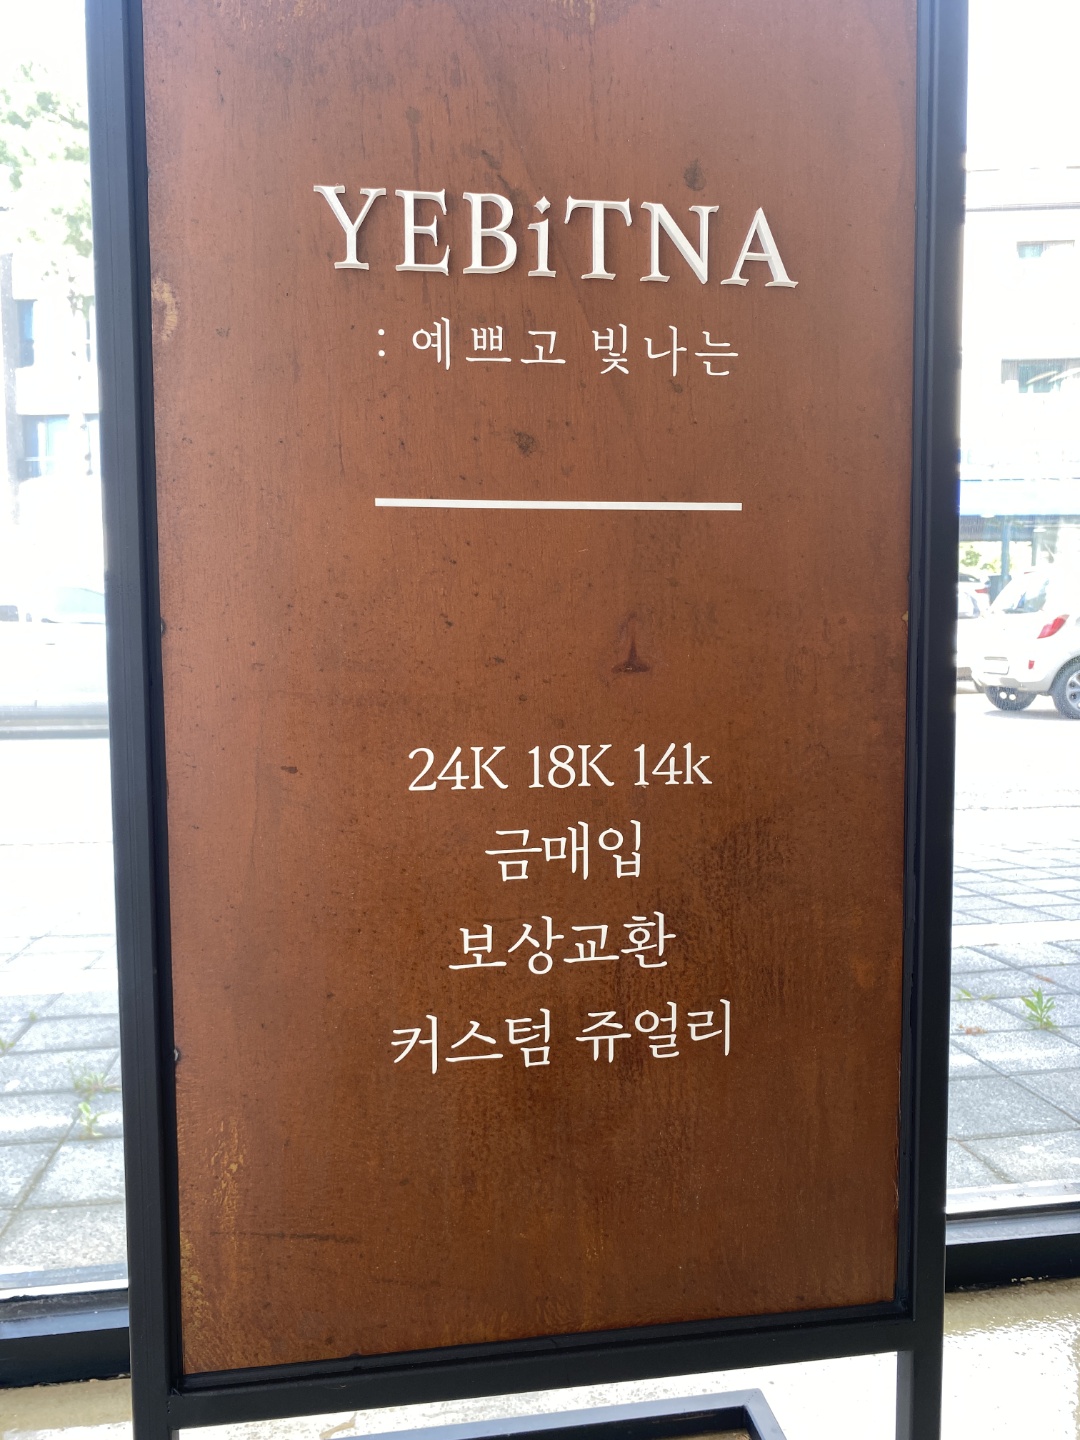 YEBiTNA
: 예쁘고 빛나는
24K 18K 14k
금매입
보상교환
커스텀 쥬얼리